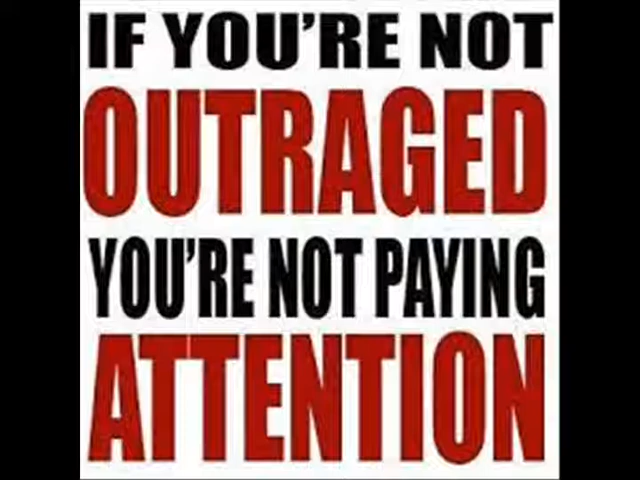 IF YOU'RE NOT
OUTRAGED
YOU'RE NOT PAYING
ATTENTION